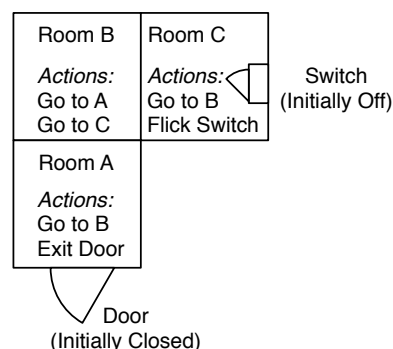 Room B
Actions:
Go to A
Go to C
Room C
Actions:
Go to B
Flick Switch
Switch
(Initially Off)
Room A
Actions:
Go to B
Exit Door
Door
(Initially Closed)